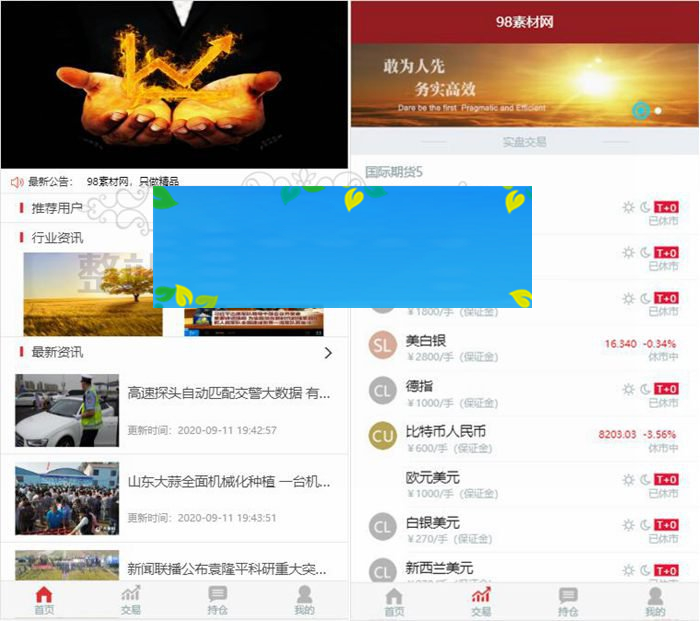 最新公告： 98素材网，只做精品
推荐用户
行业资讯
最新资讯
高速探头自动匹配交警大数据 有...
更新时间：2020-09-11 19:42:57
山东大蒜全面机械化种植 一台机...
更新时间：2020-09-11 19:43:51
新闻联播公布袁隆平科研重大突...
首页
交易
持仓
我的
98素材网
敢为人先
务实高效
Dare be the first Pragmatic and Efficient
实盘交易
国际期货5
T+0
已休市
T+0
已休市
T+0
￥1800/手（保证金）
已休市
SL
美白银
16.340 -0.34%
￥2800/手（保证金）
休市中
CL
德指
T+0
￥1000/手（保证金）
已休市
CU
比特币人民币
8203.03 -3.56%
￥600/手（保证金）
休市中
欧元美元
T+0
￥1000/手（保证金）
已休市
CL
白银美元
T+0
￥270/手（保证金）
已休市
CL
新西兰美元
T+0
首页
交易
持仓
我的